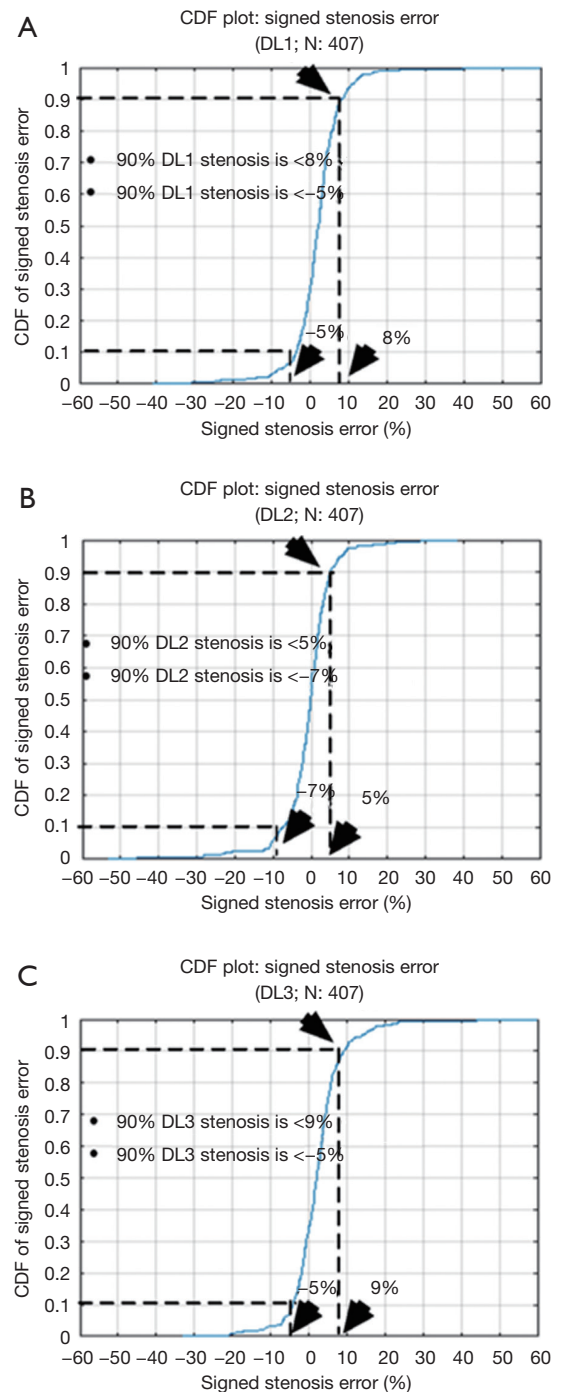 A
CDF plot: signed stenosis error
(DL1; N: 407)
CDF of signed stenosis error
1
0.9
0.8
0.7
0.6
0.5
0.4
0.3
0.2
0.1
0
• 90% DL1 stenosis is <8%
• 90% DL1 stenosis is <–5%
–5%
8%
–60 –50 –40 –30 –20 –10 0 10 20 30 40 50 60
Signed stenosis error (%)
B
CDF plot: signed stenosis error
(DL2; N: 407)
CDF of signed stenosis error
1
0.9
0.8
0.7
0.6
0.5
0.4
0.3
0.2
0.1
0
• 90% DL2 stenosis is <5%
• 90% DL2 stenosis is <–7%
–7%
5%
–60 –50 –40 –30 –20 –10 0 10 20 30 40 50 60
Signed stenosis error (%)
C
CDF plot: signed stenosis error
(DL3; N: 407)
CDF of signed stenosis error
1
0.9
0.8
0.7
0.6
0.5
0.4
0.3
0.2
0.1
0
• 90% DL3 stenosis is <9%
• 90% DL3 stenosis is <–5%
–5%
9%
–60 –50 –40 –30 –20 –10 0 10 20 30 40 50 60
Signed stenosis error (%)